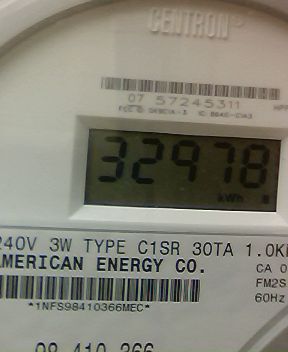 CENTRON®
07 57245311
32978
kWh
240V 3W TYPE C1SR 30TA 1.0K
AMERICAN ENERGY CO.
CA 0
FM2S
60Hz
*1NFS98410366MEC*
98 410 366